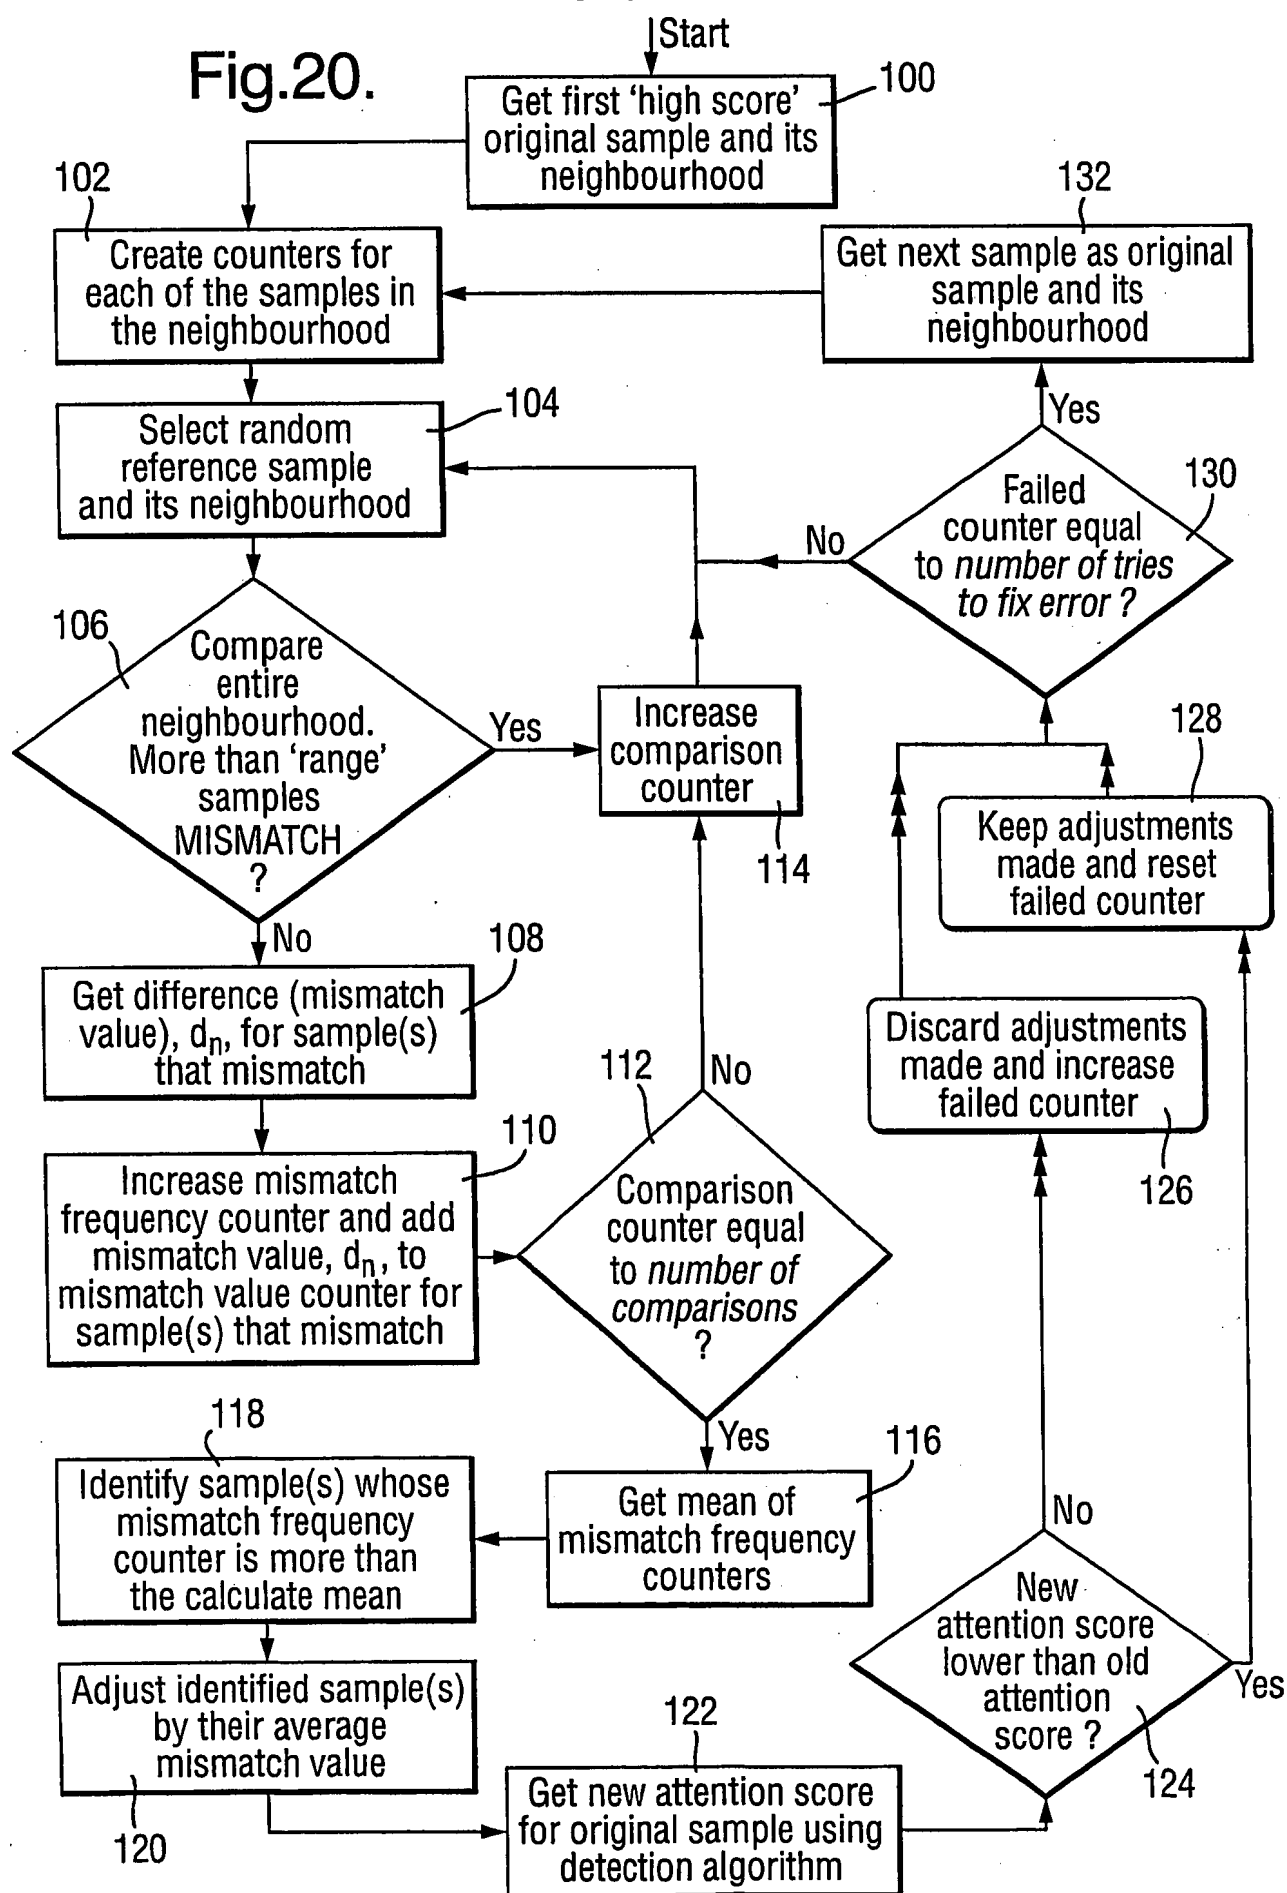 Fig.20.
Start
100
Get first ‘high score’
original sample and its
neighbourhood
102
Create counters for
each of the samples in
the neighbourhood
132
Get next sample as original
sample and its
neighbourhood
104
Select random
reference sample
and its neighbourhood
Yes
130
Failed
counter equal
to number of tries
to fix error ?
No
106
Compare
entire
neighbourhood.
More than ‘range’
samples
MISMATCH
?
Yes
Increase
comparison
counter
114
128
Keep adjustments
made and reset
failed counter
No
108
Get difference (mismatch
value), dn, for sample(s)
that mismatch
Discard adjustments
made and increase
failed counter
126
112
No
110
Increase mismatch
frequency counter and add
mismatch value, dn, to
mismatch value counter for
sample(s) that mismatch
Comparison
counter equal
to number of
comparisons
?
Yes
116
Get mean of
mismatch frequency
counters
118
Identify sample(s) whose
mismatch frequency
counter is more than
the calculate mean
No
New
attention score
lower than old
attention
score ?
Yes
124
Adjust identified sample(s)
by their average
mismatch value
120
122
Get new attention score
for original sample using
detection algorithm